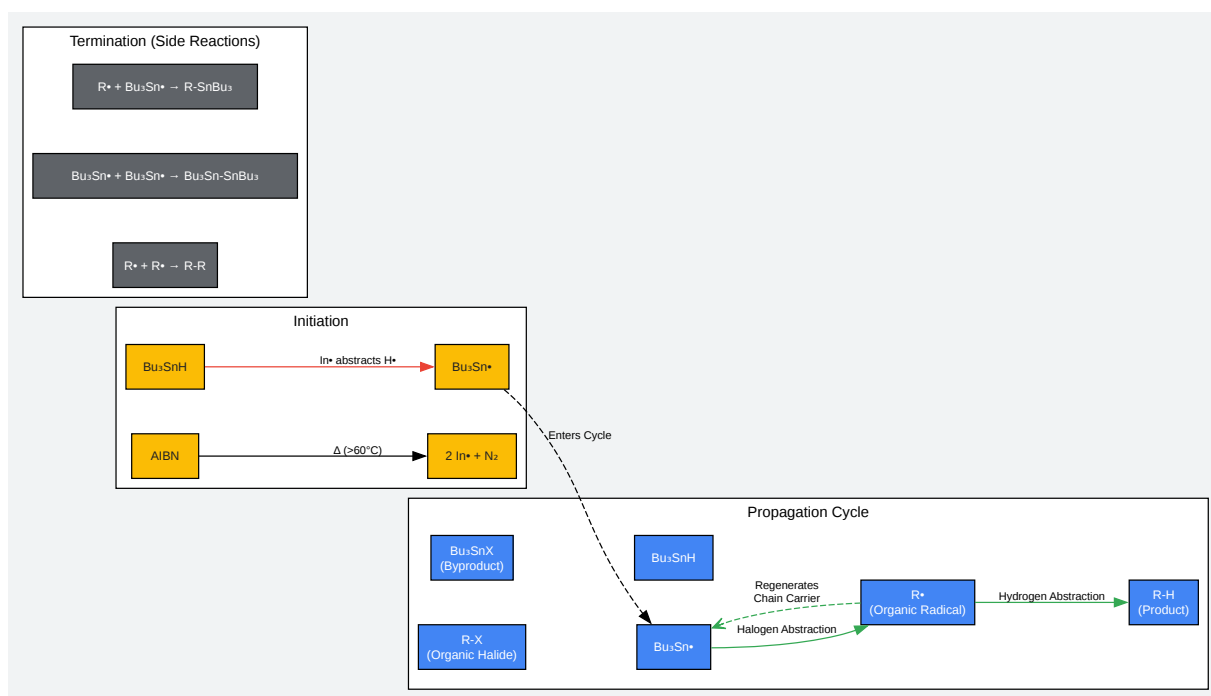 Termination (Side Reactions)
R• + Bu₃Sn• → R-SnBu₃
Bu₃Sn• + Bu₃Sn• → Bu₃Sn-SnBu₃
R• + R• → R-R
Initiation
Bu₃SnH
In• abstracts H•
Bu₃Sn•
AIBN
Δ (>60°C)
2 In• + N₂
Enters Cycle
Propagation Cycle
Bu₃SnX
(Byproduct)
Bu₃SnH
R-X
(Organic Halide)
Bu₃Sn•
Regenerates
Chain Carrier
Halogen Abstraction
R•
(Organic Radical)
Hydrogen Abstraction
R-H
(Product)